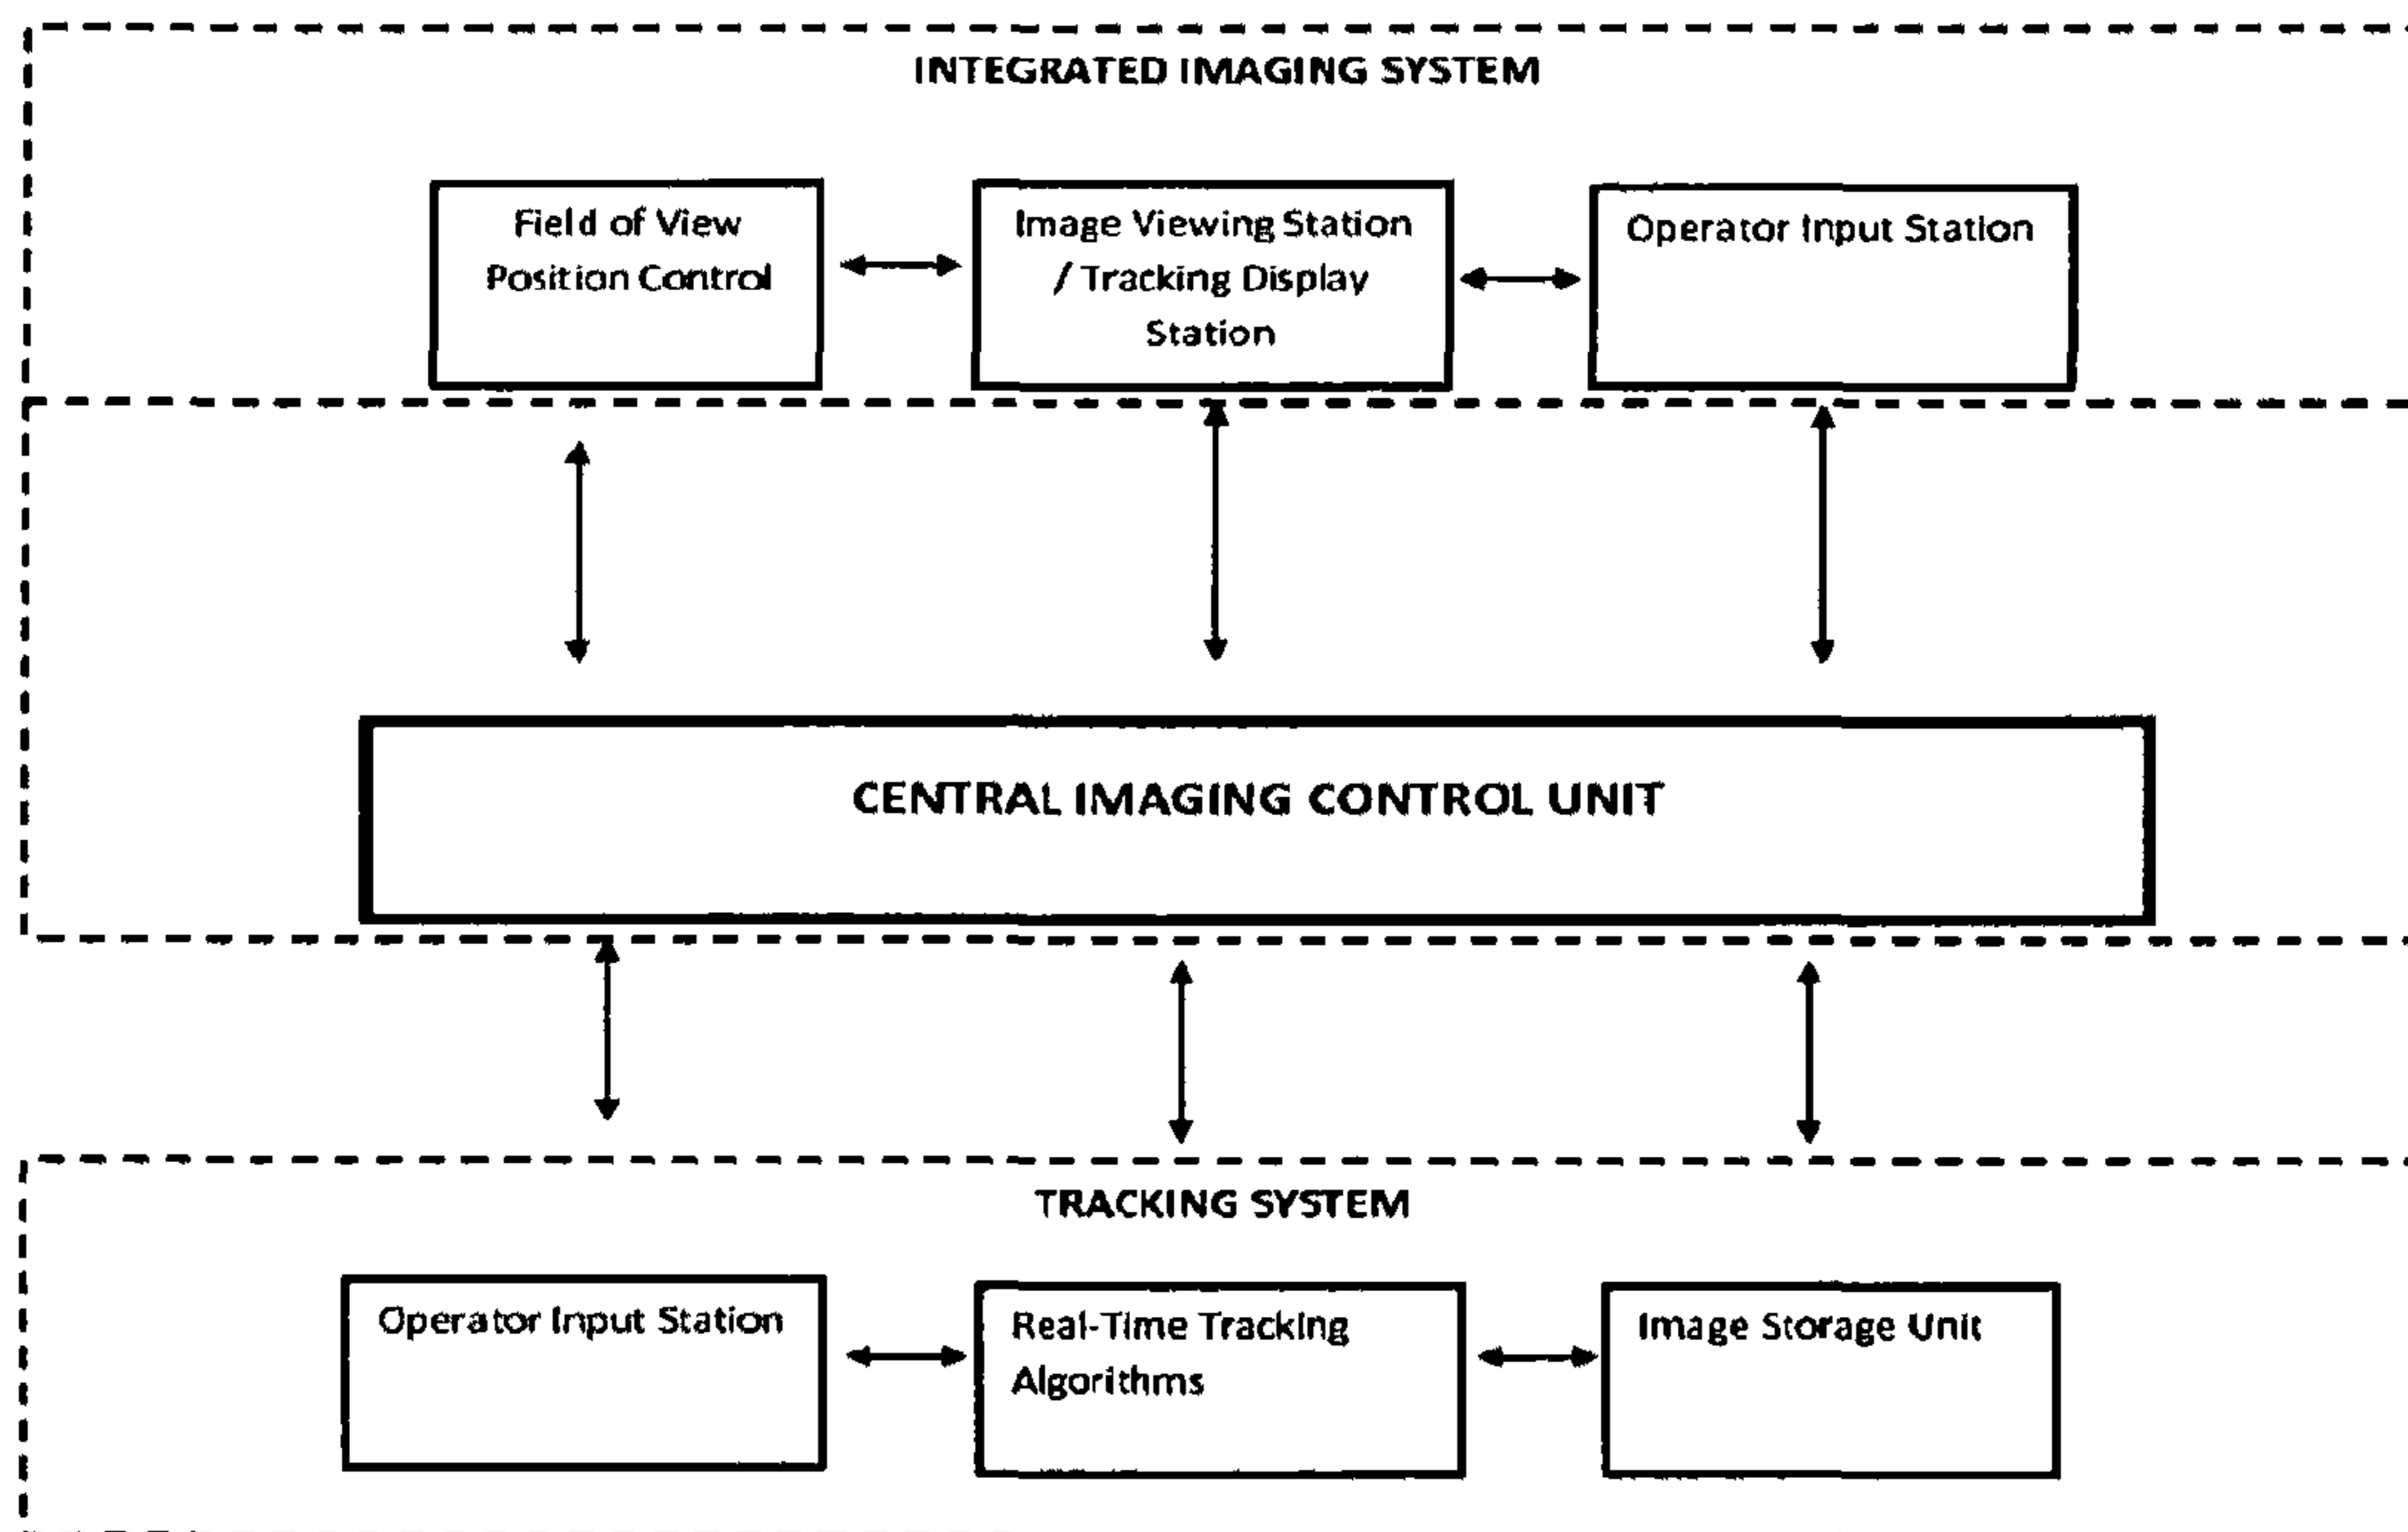 INTEGRATED IMAGING SYSTEM
Field of View
Position Control
Image Viewing Station
/ Tracking Display
Station
Operator Input Station
CENTRAL IMAGING CONTROL UNIT
TRACKING SYSTEM
Operator Input Station
Real-Time Tracking
Algorithms
Image Storage Unit